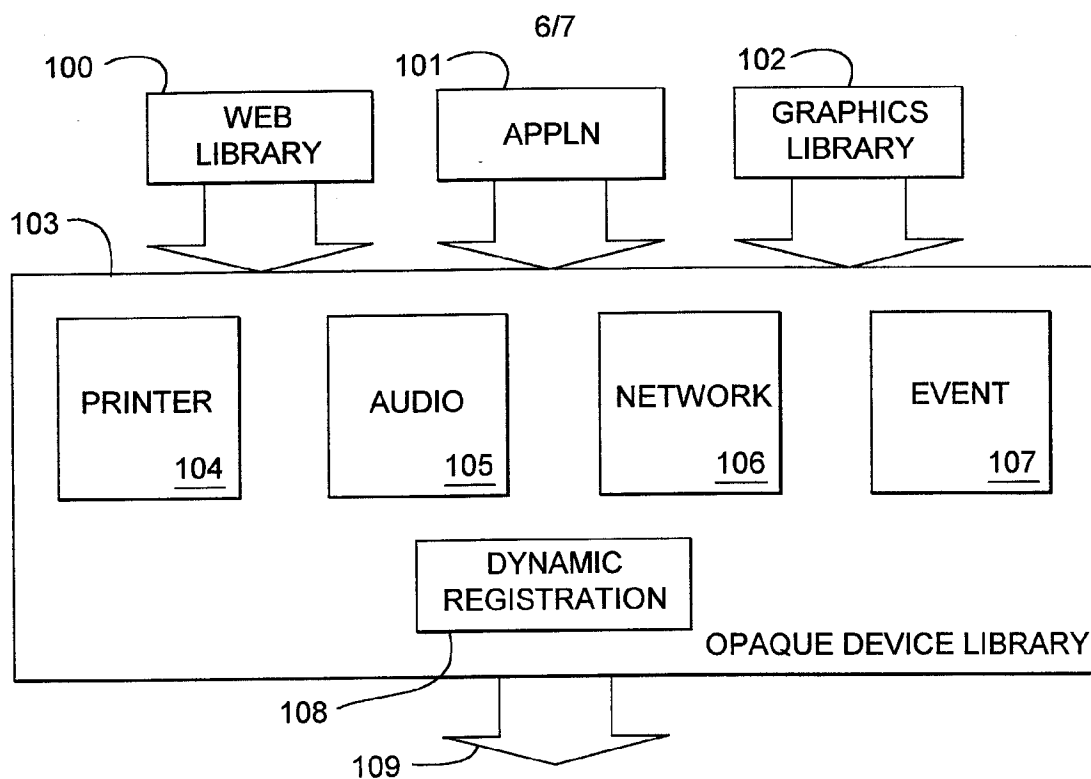 6/7
100
101
102
WEB
LIBRARY
APPLN
GRAPHICS
LIBRARY
103
PRINTER
104
AUDIO
105
NETWORK
106
EVENT
107
DYNAMIC
REGISTRATION
OPAQUE DEVICE LIBRARY
108
109